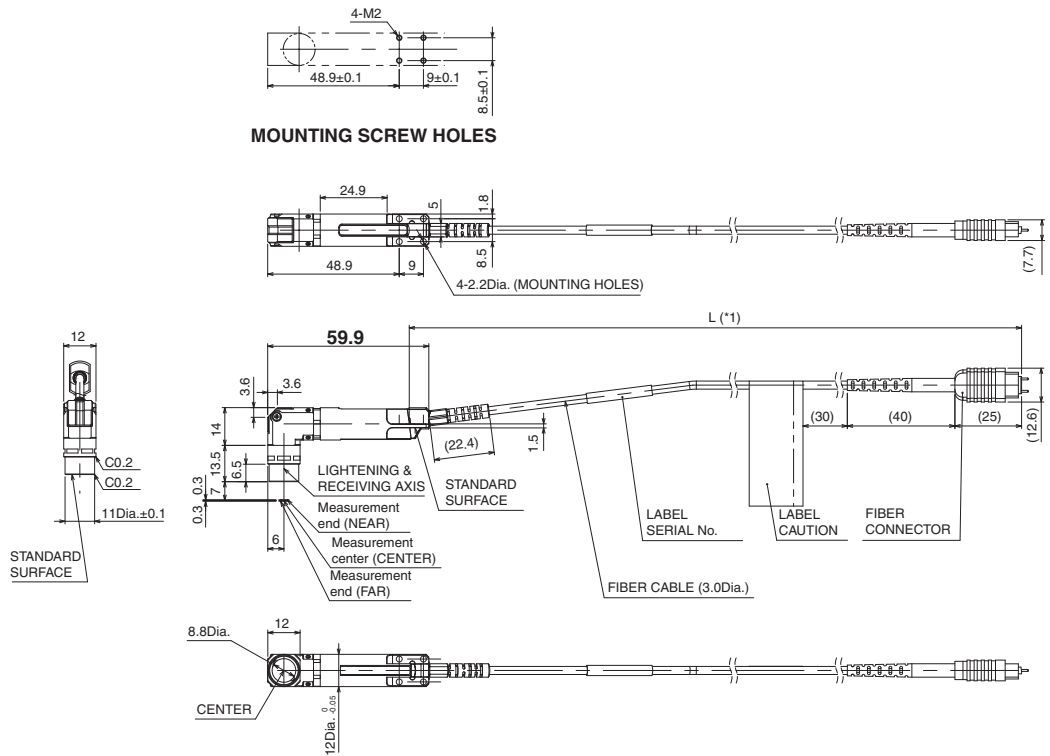 4-M2
48.9±0.1
9±0.1
8.5±0.1
MOUNTING SCREW HOLES
24.9
5
1.8
48.9
9
8.5
4-2.2Dia. (MOUNTING HOLES)
(7.7)
L (*1)
12
59.9
3.6
3.6
14
13.5
6.5
7
0.3
0.3
6
C0.2
C0.2
11Dia.±0.1
STANDARD
SURFACE
LIGHTENING &
RECEIVING AXIS
Measurement
end (NEAR)
Measurement
center (CENTER)
Measurement
end (FAR)
(22.4)
1.5
STANDARD
SURFACE
LABEL
SERIAL No.
FIBER CABLE (3.0Dia.)
LABEL
CAUTION
FIBER
CONNECTOR
(30)
(40)
(25)
(12.6)
8.8Dia.
12
CENTER
12Dia. 0 -0.05